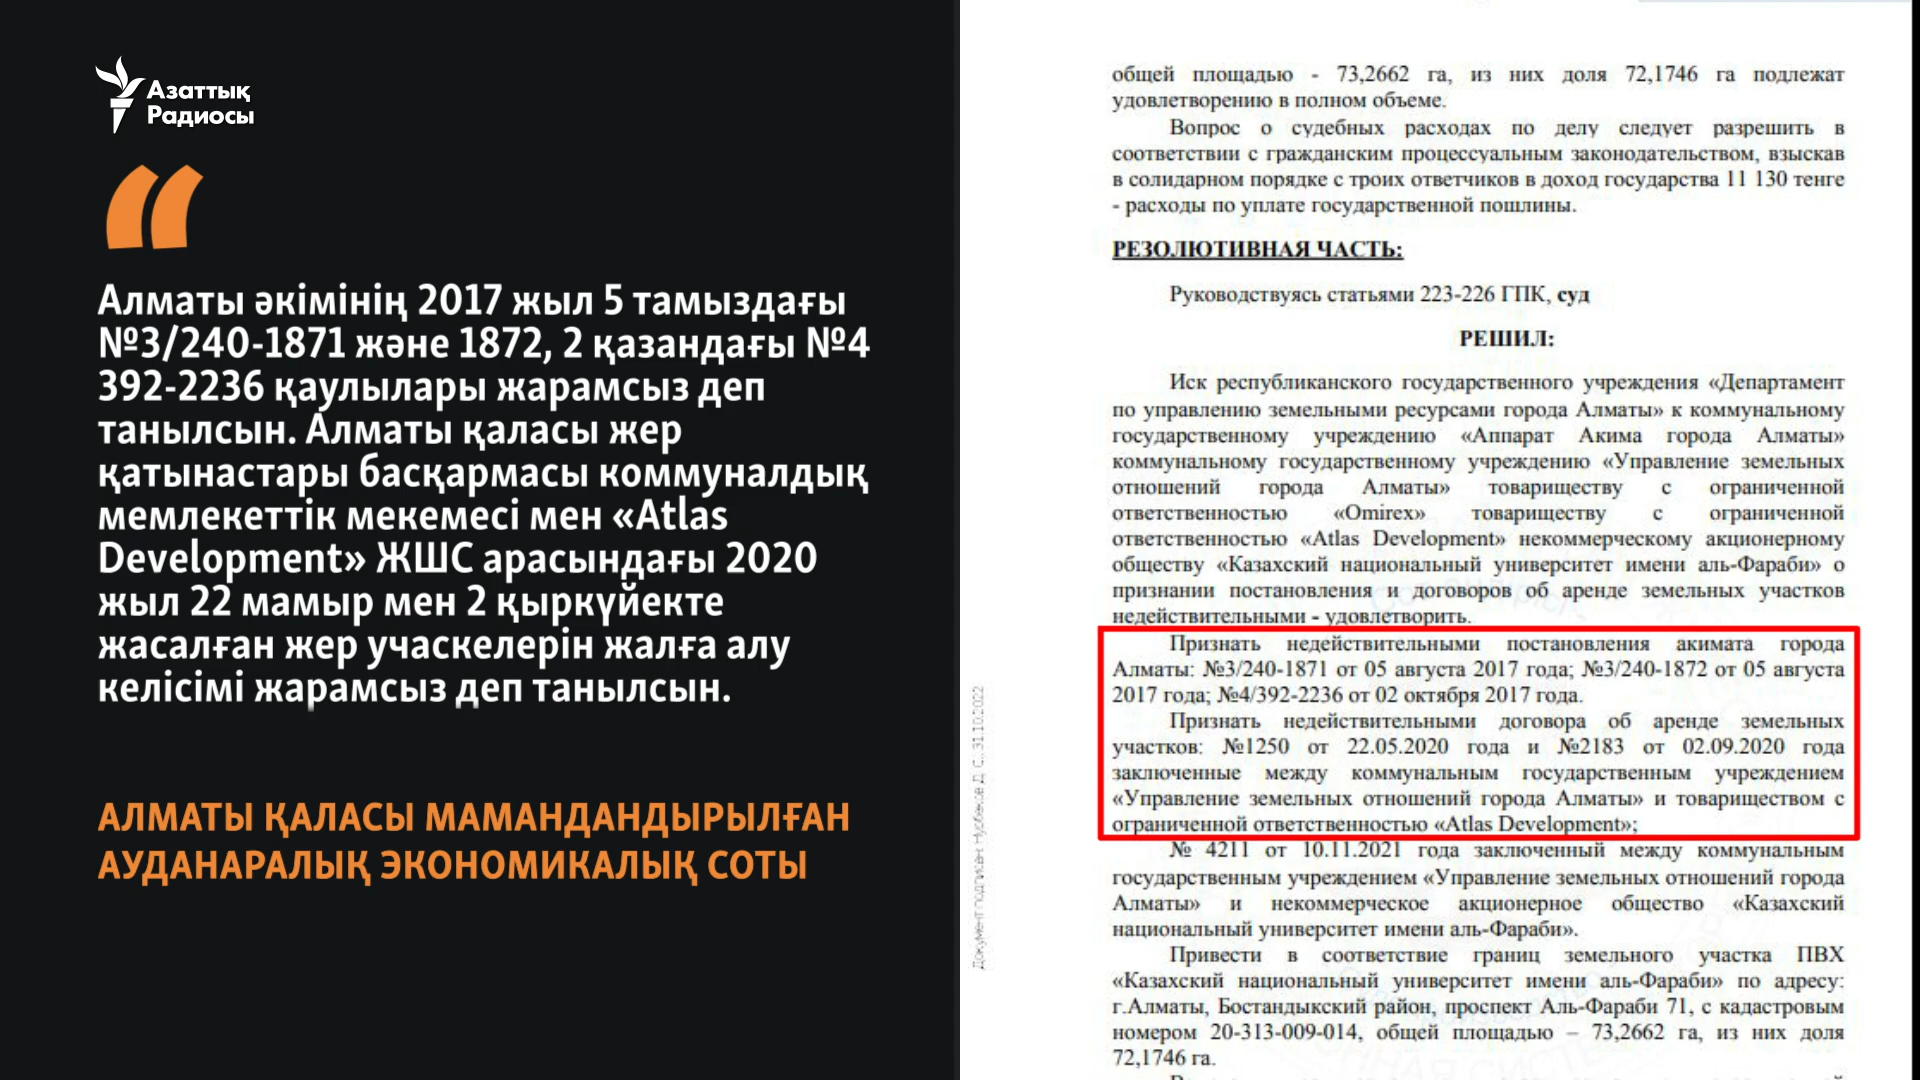 Азаттық
Радиосы
Алматы әкімінің 2017 жыл 5 тамыздағы
№3/240-1871 және 1872, 2 қазандағы №4
392-2236 қаулылары жарамсыз деп
танылсын. Алматы қаласы жер
қатынастары басқармасы коммуналдық
мемлекеттік мекемесі мен «Atlas
Development» ЖШС арасындағы 2020
жыл 22 мамыр мен 2 қыркүйекте
жасалған жер учаскелерін жалға алу
келісімі жарамсыз деп танылсын.
АЛМАТЫ ҚАЛАСЫ МАМАНДАНДЫРЫЛҒАН
АУДАНАРАЛЫҚ ЭКОНОМИКАЛЫҚ СОТЫ
общей площадью - 73,2662 га, из них доля 72,1746 га подлежат
удовлетворению в полном объеме.
Вопрос о судебных расходах по делу следует разрешить в
соответствии с гражданским процессуальным законодательством, взыскав
в солидарном порядке с троих ответчиков в доход государства 11 130 тенге
- расходы по уплате государственной пошлины.
РЕЗОЛЮТИВНАЯ ЧАСТЬ:
Руководствуясь статьями 223-226 ГПК, суд
РЕШИЛ:
Иск республиканского государственного учреждения «Департамент
по управлению земельными ресурсами города Алматы» к коммунальному
государственному учреждению «Аппарат Акима города Алматы»
коммунальному государственному учреждению «Управление земельных
отношений города Алматы» товариществу с ограниченной
ответственностью «Omirex» товариществу с ограниченной
ответственностью «Atlas Development» некоммерческому акционерному
обществу «Казахский национальный университет имени аль-Фараби» о
признании постановления и договоров об аренде земельных участков
недействительными - удовлетворить.
Признать недействительными постановления акимата города
Алматы: №3/240-1871 от 05 августа 2017 года; №3/240-1872 от 05 августа
2017 года; №4/392-2236 от 02 октября 2017 года.
Признать недействительными договора об аренде земельных
участков: №1250 от 22.05.2020 года и №2183 от 02.09.2020 года
заключенные между коммунальным государственным учреждением
«Управление земельных отношений города Алматы» и товариществом с
ограниченной ответственностью «Atlas Development»;
№ 4211 от 10.11.2021 года заключенный между коммунальным
государственным учреждением «Управление земельных отношений города
Алматы» и некоммерческое акционерное общество «Казахский
национальный университет имени аль-Фараби».
Привести в соответствие границ земельного участка ПВХ
«Казахский национальный университет имени аль-Фараби» по адресу:
г.Алматы, Бостандыкский район, проспект Аль-Фараби 71, с кадастровым
номером 20-313-009-014, общей площадью – 73,2662 га, из них доля
72,1746 га.
Документ подписан: Нурбеков Д. С., 31.10.2022